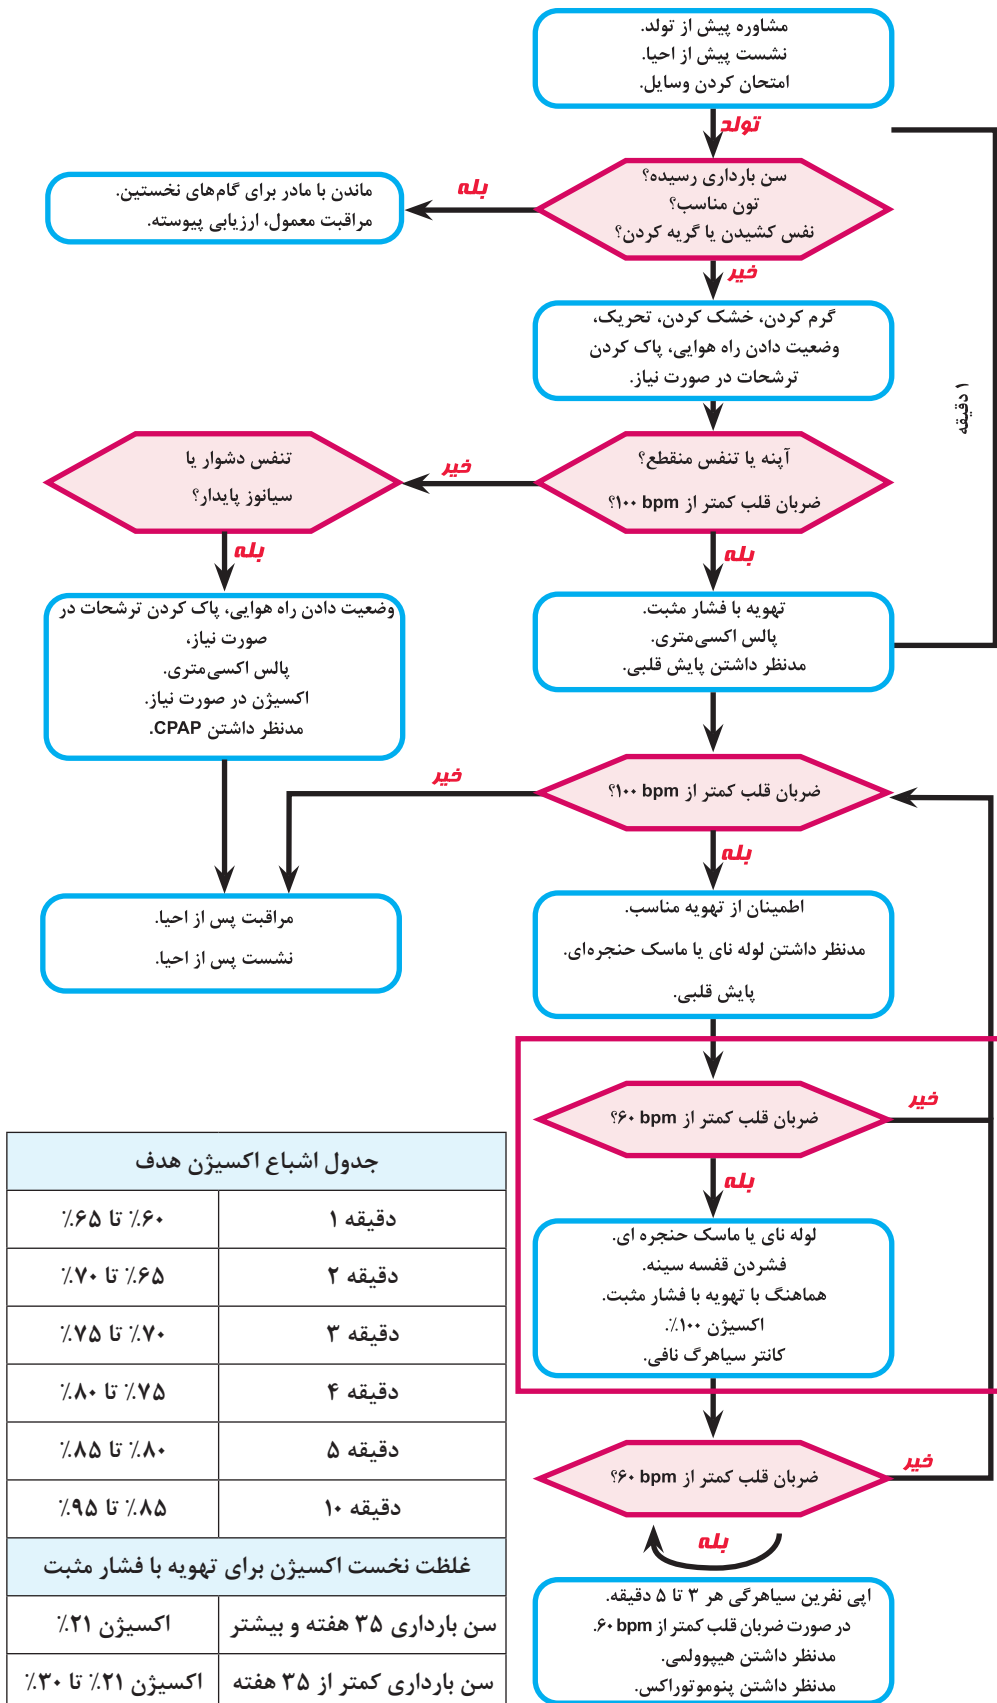 مشاوره پیش از تولد.
نشست پیش از احیا.
امتحان کردن وسایل.
تولد
سن بارداری رسیده؟
تون مناسب؟
نفس کشیدن یا گریه کردن؟
بله
ماندن با مادر برای گام‌های نخستین.
مراقبت معمول، ارزیابی پیوسته.
خیر
گرم کردن، خشک کردن، تحریک،
وضعیت دادن راه هوایی، پاک کردن
ترشحات در صورت نیاز.
۱ دقیقه
آپنه یا تنفس منقطع؟
ضربان قلب کمتر از ۱۰۰ bpm؟
خیر
تنفس دشوار یا
سیانوز پایدار؟
بله
بله
تهویه با فشار مثبت.
پالس اکسی‌متری.
مدنظر داشتن پایش قلبی.
وضعیت دادن راه هوایی، پاک کردن ترشحات در
صورت نیاز،
پالس اکسی‌متری.
اکسیژن در صورت نیاز.
مدنظر داشتن CPAP.
ضربان قلب کمتر از ۱۰۰ bpm؟
خیر
بله
مراقبت پس از احیا.
نشست پس از احیا.
اطمینان از تهویه مناسب.
مدنظر داشتن لوله نای یا ماسک حنجره‌ای.
پایش قلبی.
ضربان قلب کمتر از ۶۰ bpm؟
خیر
بله
لوله نای یا ماسک حنجره ای.
فشردن قفسه سینه.
هماهنگ با تهویه با فشار مثبت.
اکسیژن ۱۰۰٪.
کانتر سیاهرگ نافی.
ضربان قلب کمتر از ۶۰ bpm؟
خیر
بله
اپی نفرین سیاهرگی هر ۳ تا ۵ دقیقه.
در صورت ضربان قلب کمتر از ۶۰ bpm.
مدنظر داشتن هیپوولمی.
مدنظر داشتن پنوموتوراکس.
جدول اشباع اکسیژن هدف
دقیقه ۱ ۶۰٪ تا ۶۵٪
دقیقه ۲ ۶۵٪ تا ۷۰٪
دقیقه ۳ ۷۰٪ تا ۷۵٪
دقیقه ۴ ۷۵٪ تا ۸۰٪
دقیقه ۵ ۸۰٪ تا ۸۵٪
دقیقه ۱۰ ۸۵٪ تا ۹۵٪
غلظت نخست اکسیژن برای تهویه با فشار مثبت
سن بارداری ۳۵ هفته و بیشتر اکسیژن ۲۱٪
سن بارداری کمتر از ۳۵ هفته اکسیژن ۲۱٪ تا ۳۰٪